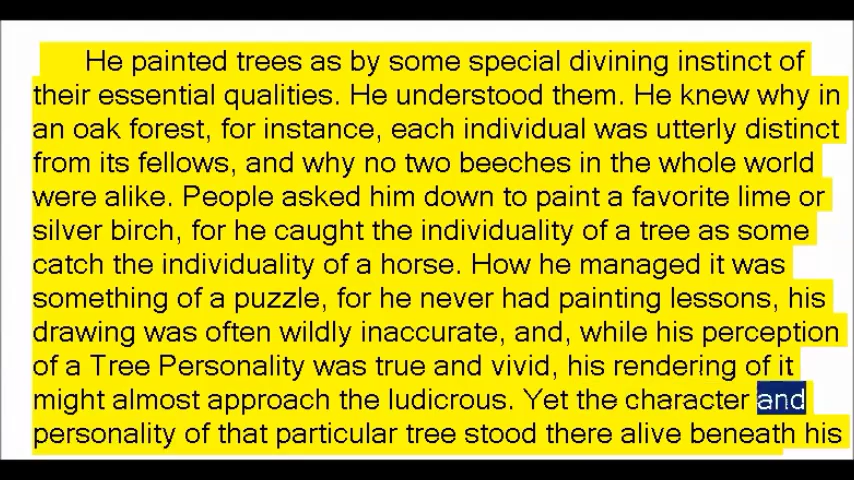 He painted trees as by some special divining instinct of
their essential qualities. He understood them. He knew why in
an oak forest, for instance, each individual was utterly distinct
from its fellows, and why no two beeches in the whole world
were alike. People asked him down to paint a favorite lime or
silver birch, for he caught the individuality of a tree as some
catch the individuality of a horse. How he managed it was
something of a puzzle, for he never had painting lessons, his
drawing was often wildly inaccurate, and, while his perception
of a Tree Personality was true and vivid, his rendering of it
might almost approach the ludicrous. Yet the character and
personality of that particular tree stood there alive beneath his